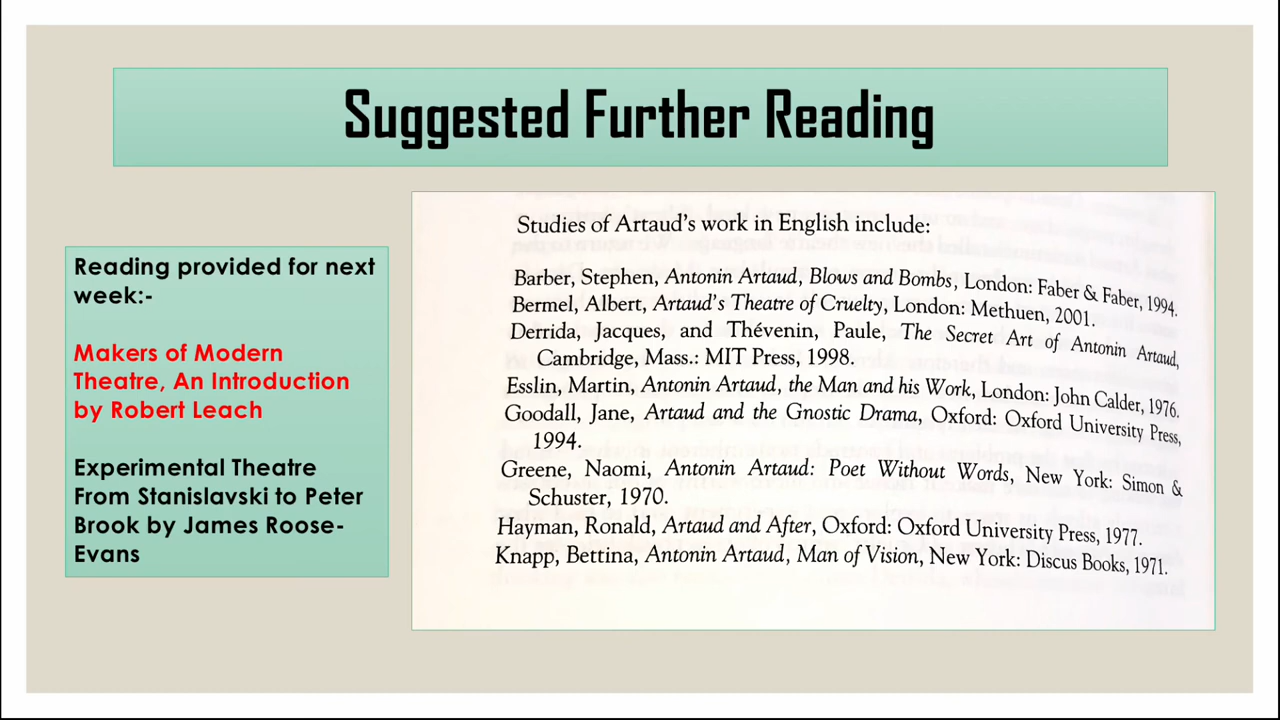 Suggested Further Reading
Reading provided for next
week:-
Makers of Modern
Theatre, An Introduction
by Robert Leach
Experimental Theatre
From Stanislavski to Peter
Brook by James Roose-
Evans
Studies of Artaud's work in English include:
Barber, Stephen, Antonin Artaud, Blows and Bombs, London: Faber & Faber, 1994.
Bermel, Albert, Artaud's Theatre of Cruelty, London: Methuen, 2001.
Derrida, Jacques, and Thévenin, Paule, The Secret Art of Antonin Artaud,
Cambridge, Mass.: MIT Press, 1998.
Esslin, Martin, Antonin Artaud, the Man and his Work, London: John Calder, 1976.
Goodall, Jane, Artaud and the Gnostic Drama, Oxford: Oxford University Press,
1994.
Greene, Naomi, Antonin Artaud: Poet Without Words, New York: Simon &
Schuster, 1970.
Hayman, Ronald, Artaud and After, Oxford: Oxford University Press, 1977.
Knapp, Bettina, Antonin Artaud, Man of Vision, New York: Discus Books, 1971.